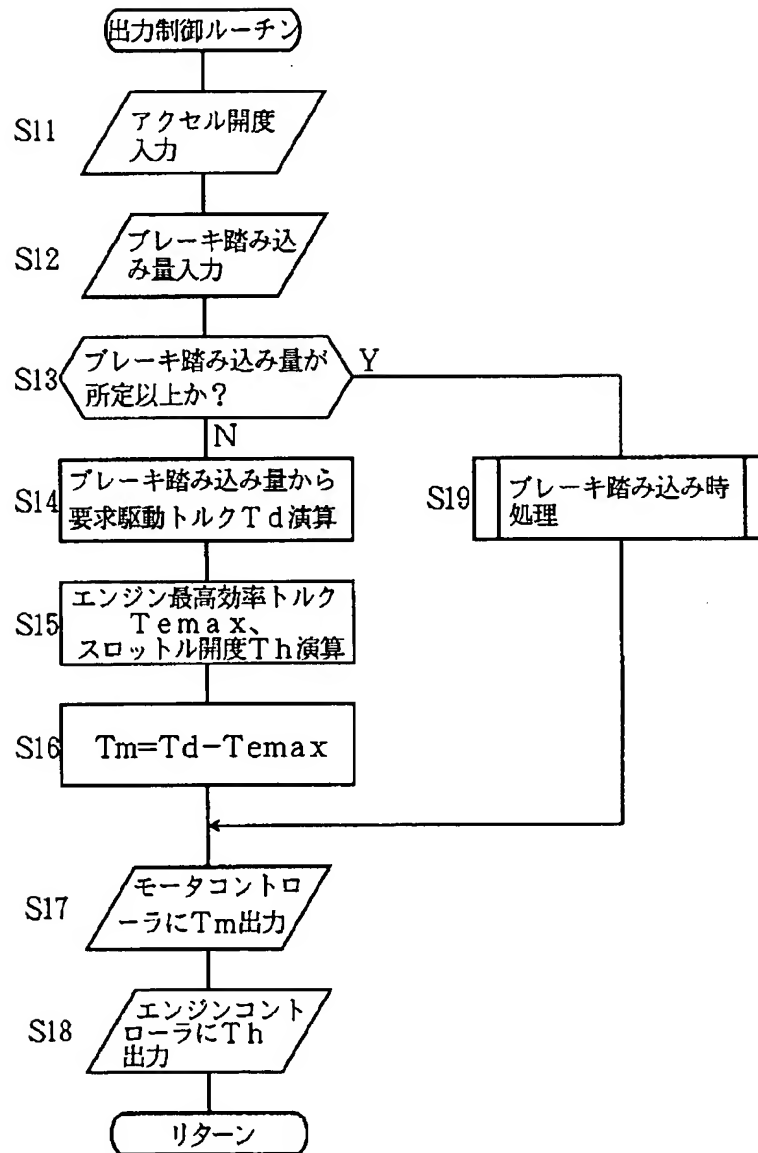 出力制御ルーチン
S11
アクセル開度
入力
S12
ブレーキ踏み込
み量入力
S13
ブレーキ踏み込み量が
所定以上か？
Y
N
S14
ブレーキ踏み込み量から
要求駆動トルクTd演算
S19
ブレーキ踏み込み時
処理
S15
エンジン最高効率トルク
Temax、
スロットル開度Th演算
S16
Tm=Td-Temax
S17
モータコントロ
ーラにTm出力
S18
エンジンコント
ローラにTh
出力
リターン